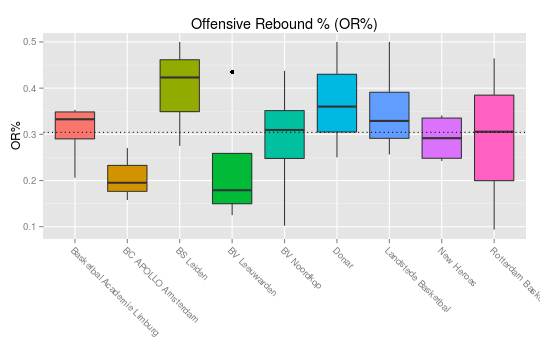 Offensive Rebound % (OR%)
OR%
0.5
0.4
0.3
0.2
0.1
Basketbal Academie Limburg
BC APOLLO Amsterdam
BS Leiden
BV Leeuwarden
BV Noordkop
Donar
Landstede Basketbal
New Heroes
Rotterdam